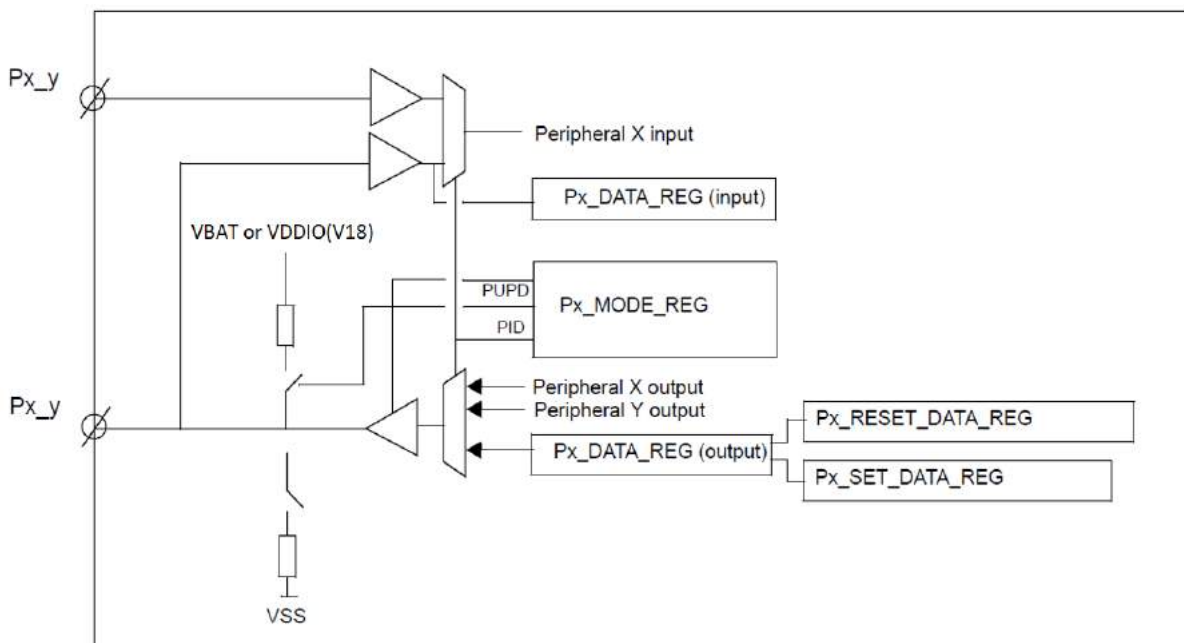 Px_y
Peripheral X input
Px_DATA_REG (input)
VBAT or VDDIO(V18)
PUPD
Px_MODE_REG
PID
Peripheral X output
Px_y
Peripheral Y output
Px_RESET_DATA_REG
Px_DATA_REG (output)
Px_SET_DATA_REG
VSS